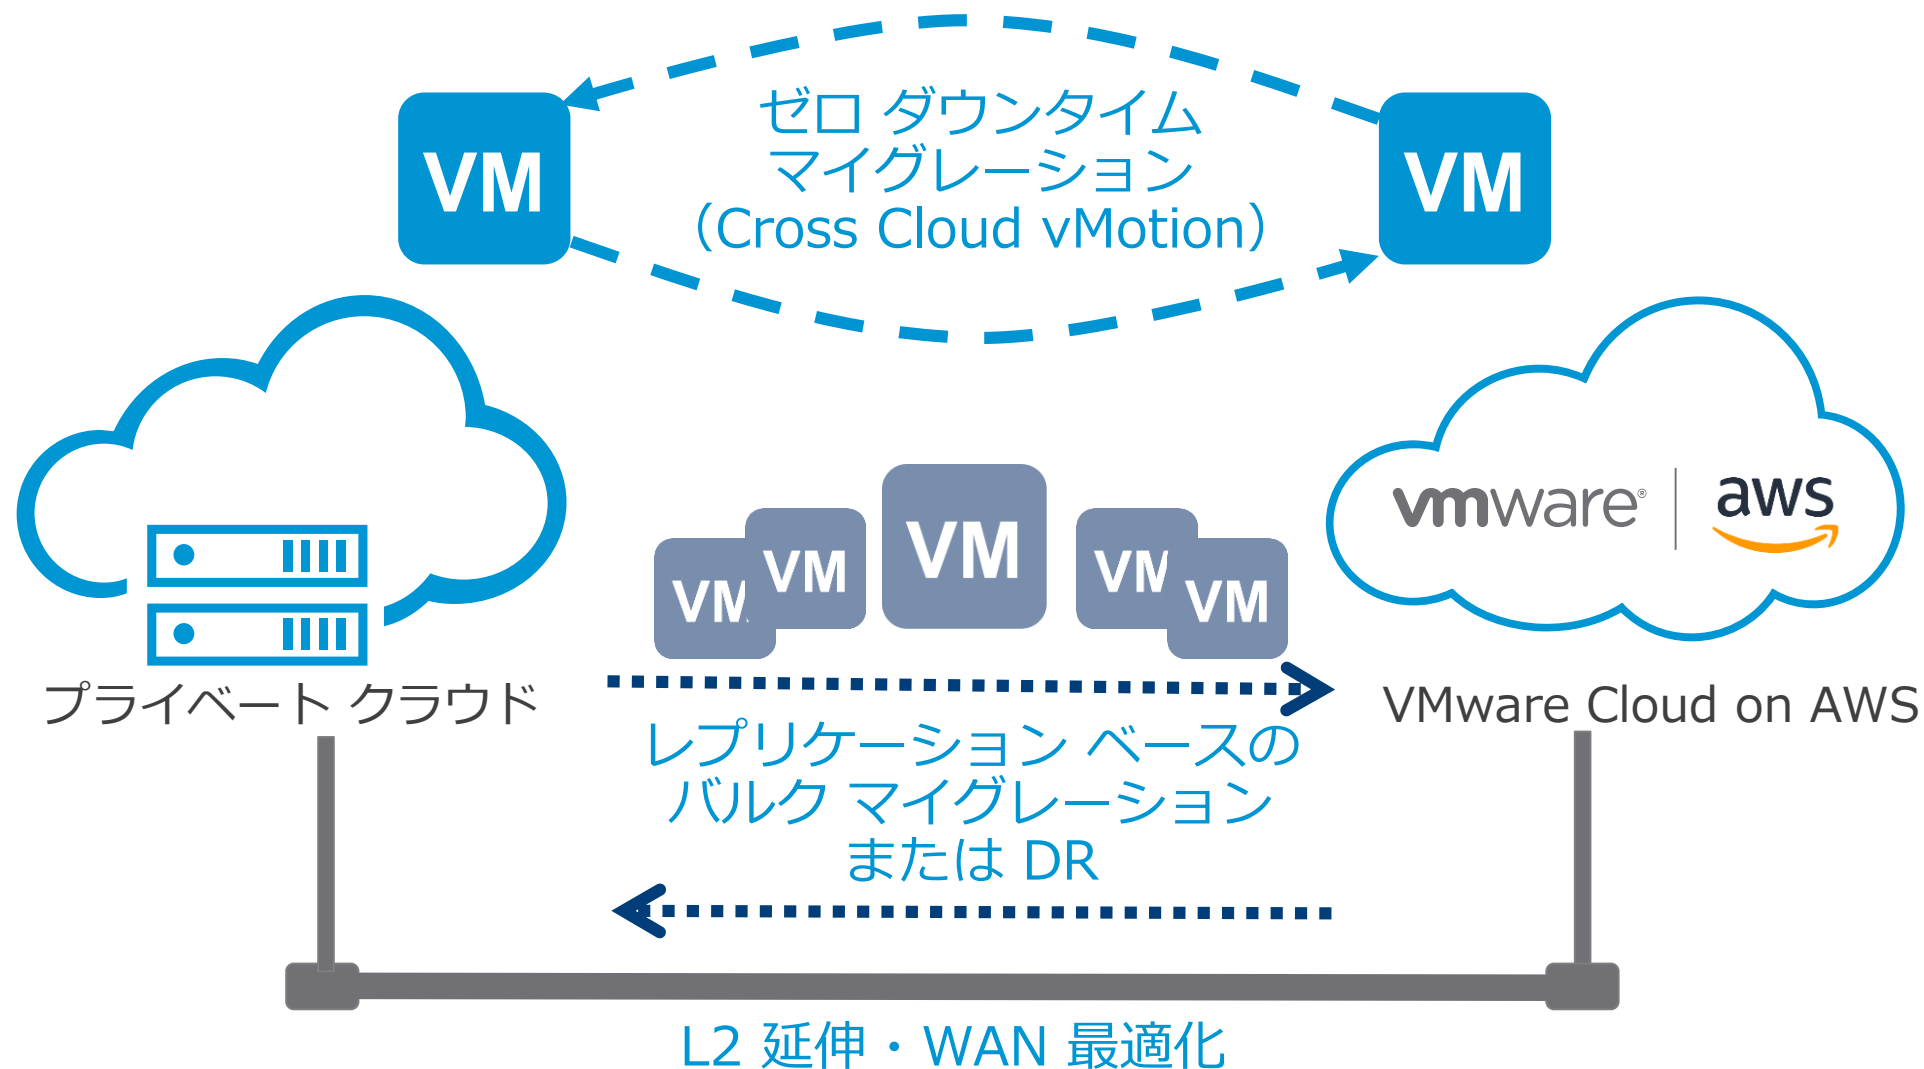 ゼロ ダウンタイム
マイグレーション
（Cross Cloud vMotion）
VM
VM
vmware®
aws
VM
VM
VM
VM
VM
プライベート クラウド
VMware Cloud on AWS
レプリケーション ベースの
バルク マイグレーション
または DR
L2 延伸・WAN 最適化